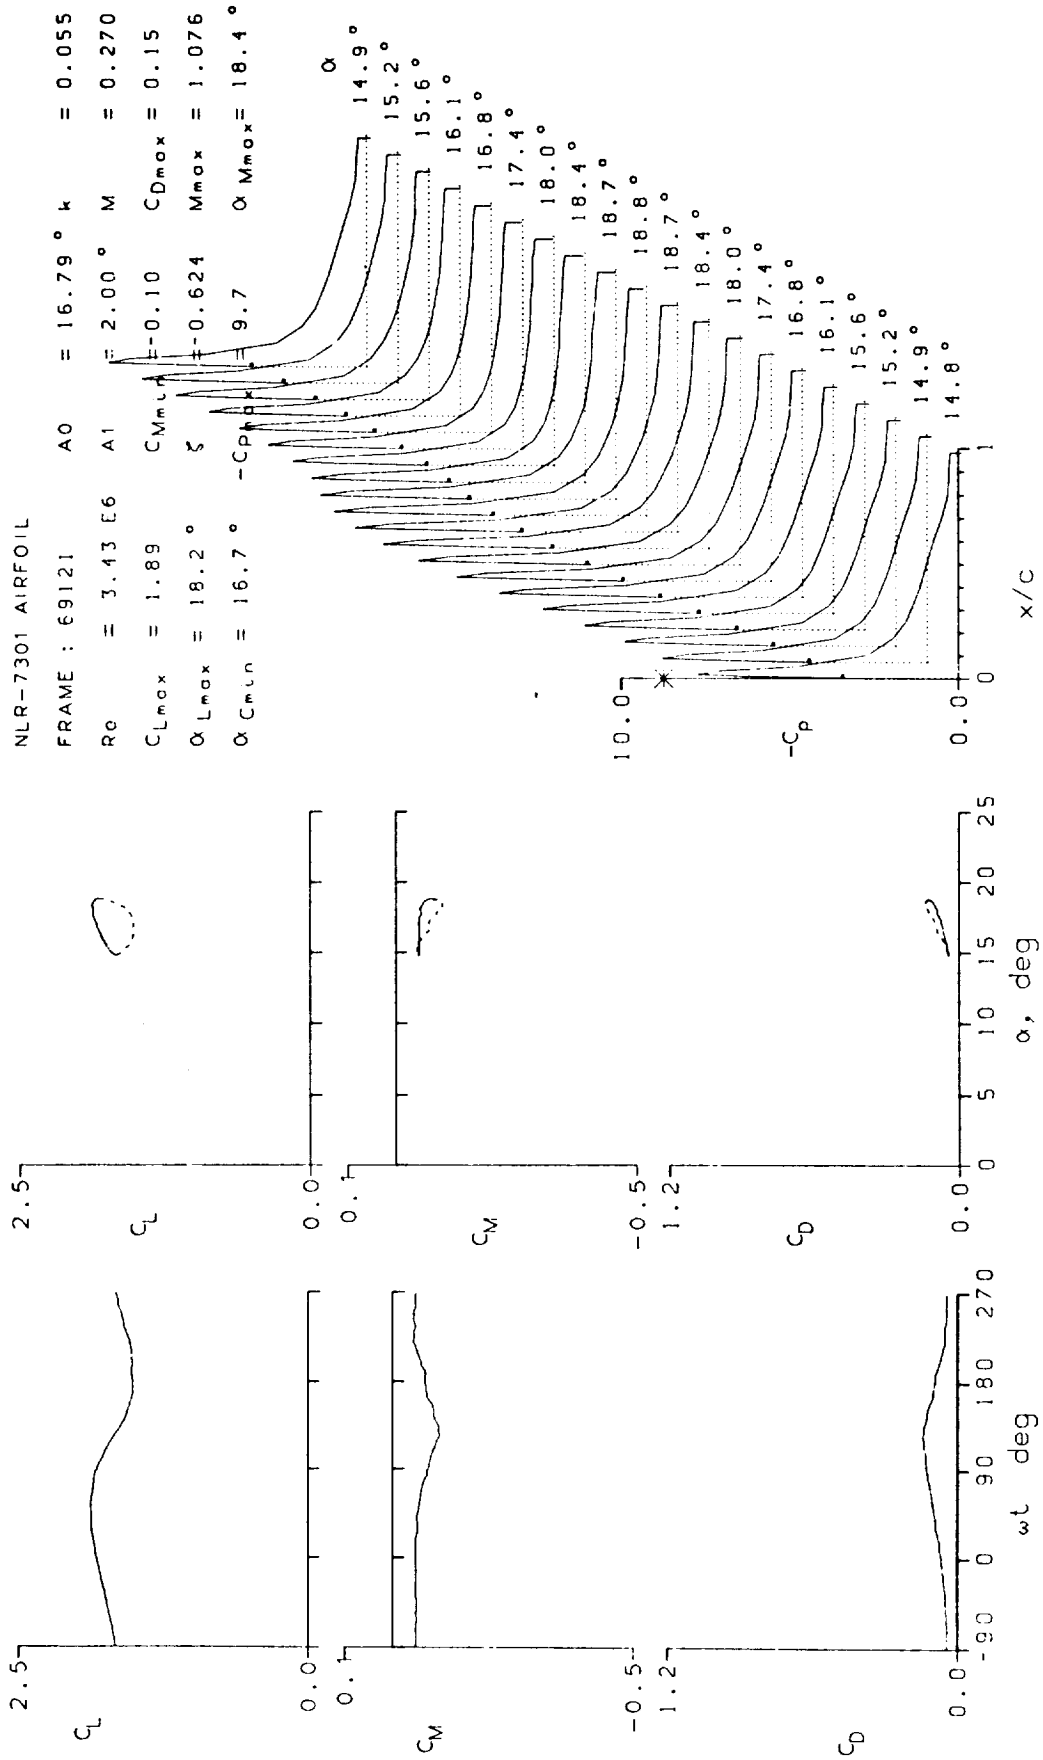 NLR-7301 AIRFOIL
FRAME : 69121 A0 = 16.79° k = 0.055
Re = 3.43 E6 A1 = 2.00° M = 0.270
CLmax = 1.89 CMmin =-0.10 CDmax = 0.15
αLmax = 18.2° ζ =-0.624 Mmax = 1.076
αCmin = 16.7° -CPmax = 9.7 αMmax = 18.4°
2.5
CL
0.0
0.1
CM
-0.5
1.2
CD
0.0
-90 0 90 180 270
ωt deg
2.5
CL
0.0
0.1
CM
-0.5
1.2
CD
0.0
0 5 10 15 20 25
α, deg
10.0
-Cp
0.0
0 1
x/c
α
14.9°
15.2°
15.6°
16.1°
16.8°
17.4°
18.0°
18.4°
18.7°
18.8°
18.7°
18.4°
18.0°
17.4°
16.8°
16.1°
15.6°
15.2°
14.9°
14.8°